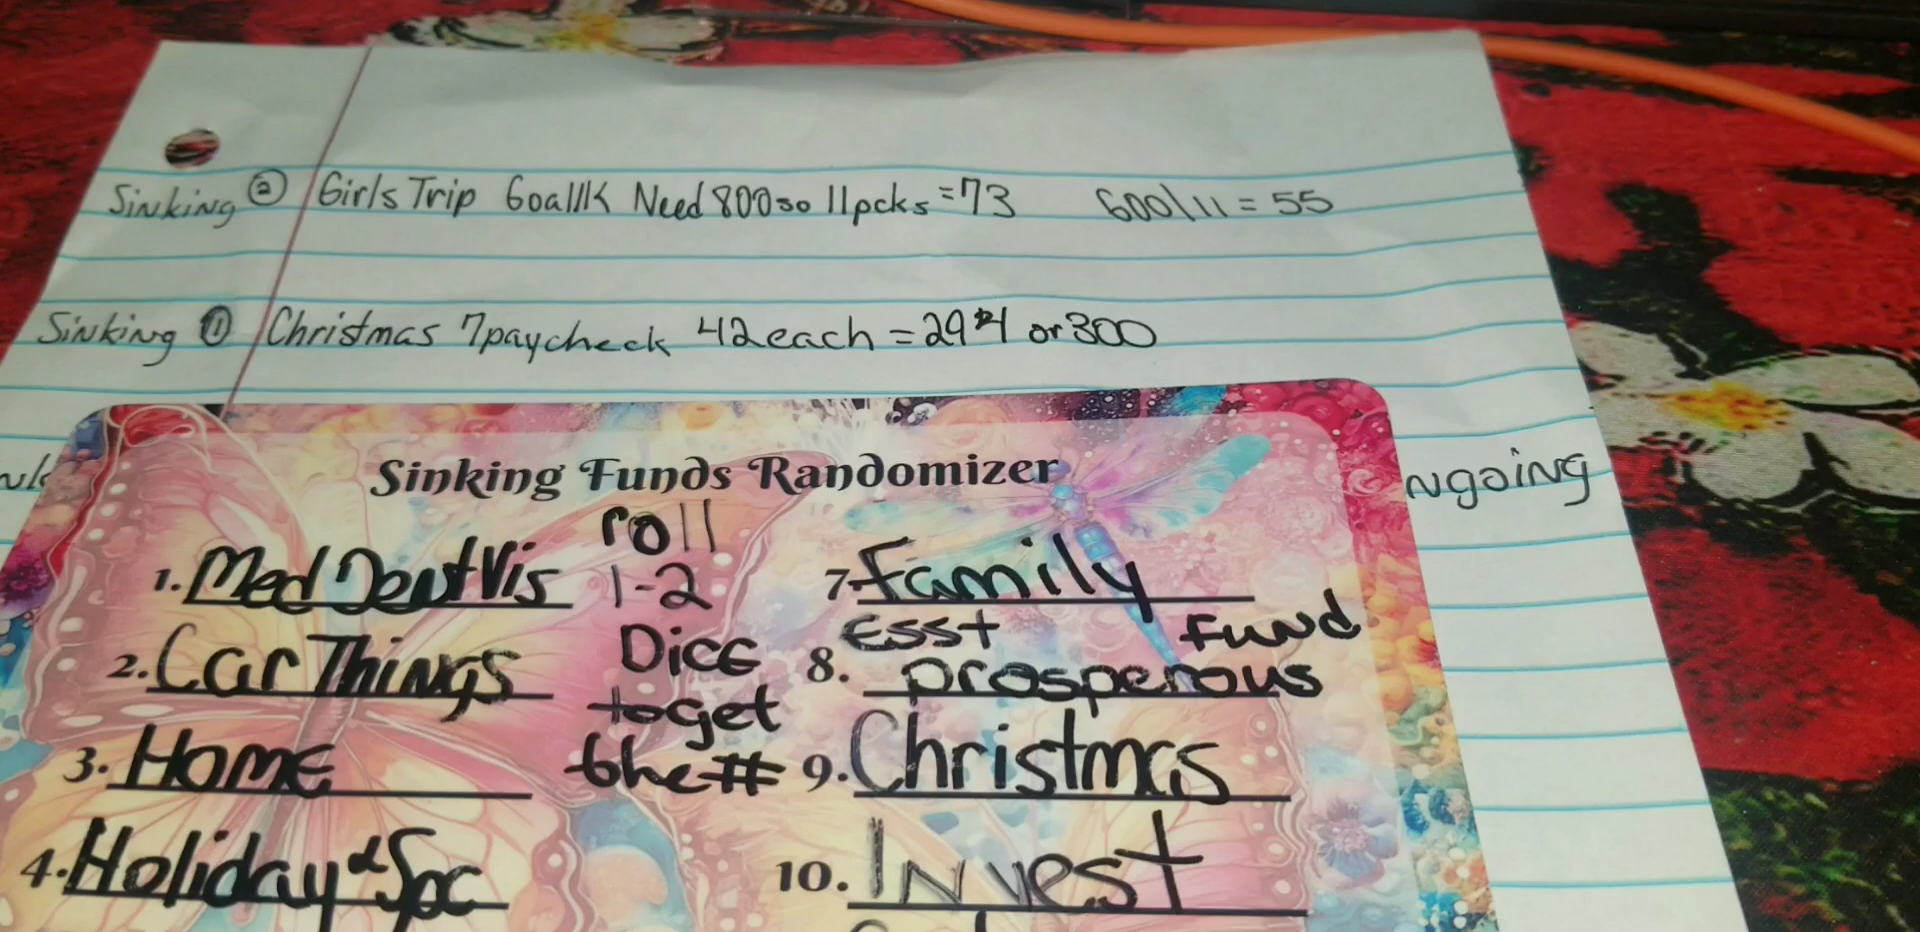 Sinking ② Girls Trip Goal 1K Need 800 so 11pcks = 73 600\11 = 55
Sinking ① Christmas 7paycheck 42each = 294 or 300
ngoing
Sinking Funds Randomizer
roll
1-2
Dice
to get
the #
1. Med Dent Vis
2. Car Things
3. Home
4. Holiday & Spc
7. Family
8. Esst Fund
prosperous
9. Christmas
10. Invest